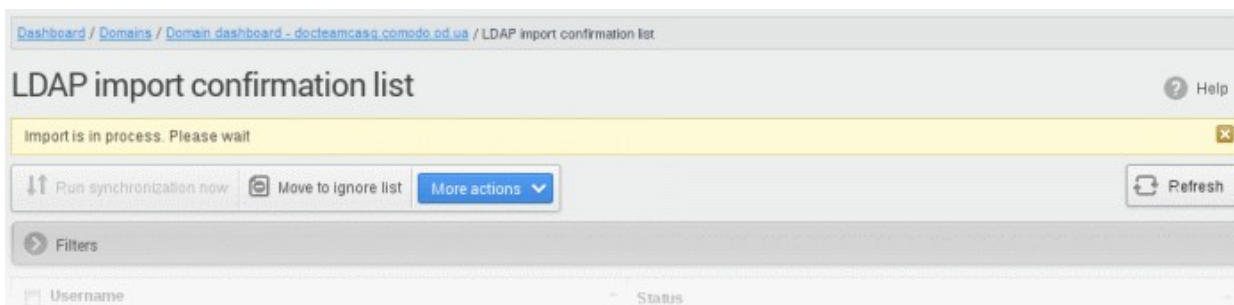 Dashboard / Domains / Domain dashboard - docteamcasg.comodo.od.ua / LDAP import confirmation list
LDAP import confirmation list
Help
Import is in process. Please wait
Run synchronization now Move to ignore list More actions Refresh
Filters
Username Status